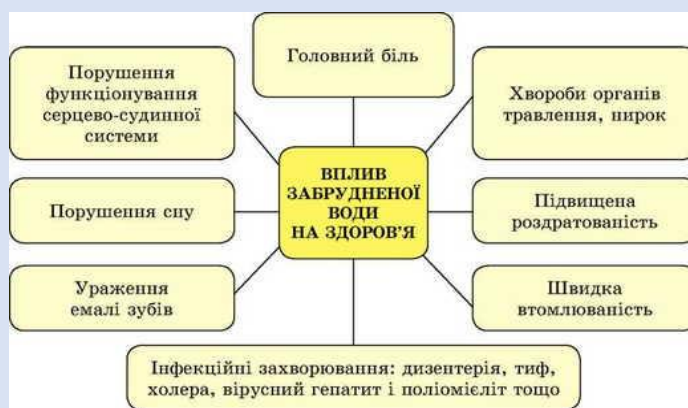 Головний біль
Порушення
функціонування
серцево-судинної
системи
Хвороби органів
травлення, нирок
ВПЛИВ
ЗАБРУДНЕНОЇ
ВОДИ
НА ЗДОРОВ'Я
Порушення сну
Підвищена
роздратованість
Ураження
емалі зубів
Швидка
втомлюваність
Інфекційні захворювання: дизентерія, тиф,
холера, вірусний гепатит і поліомієліт тощо